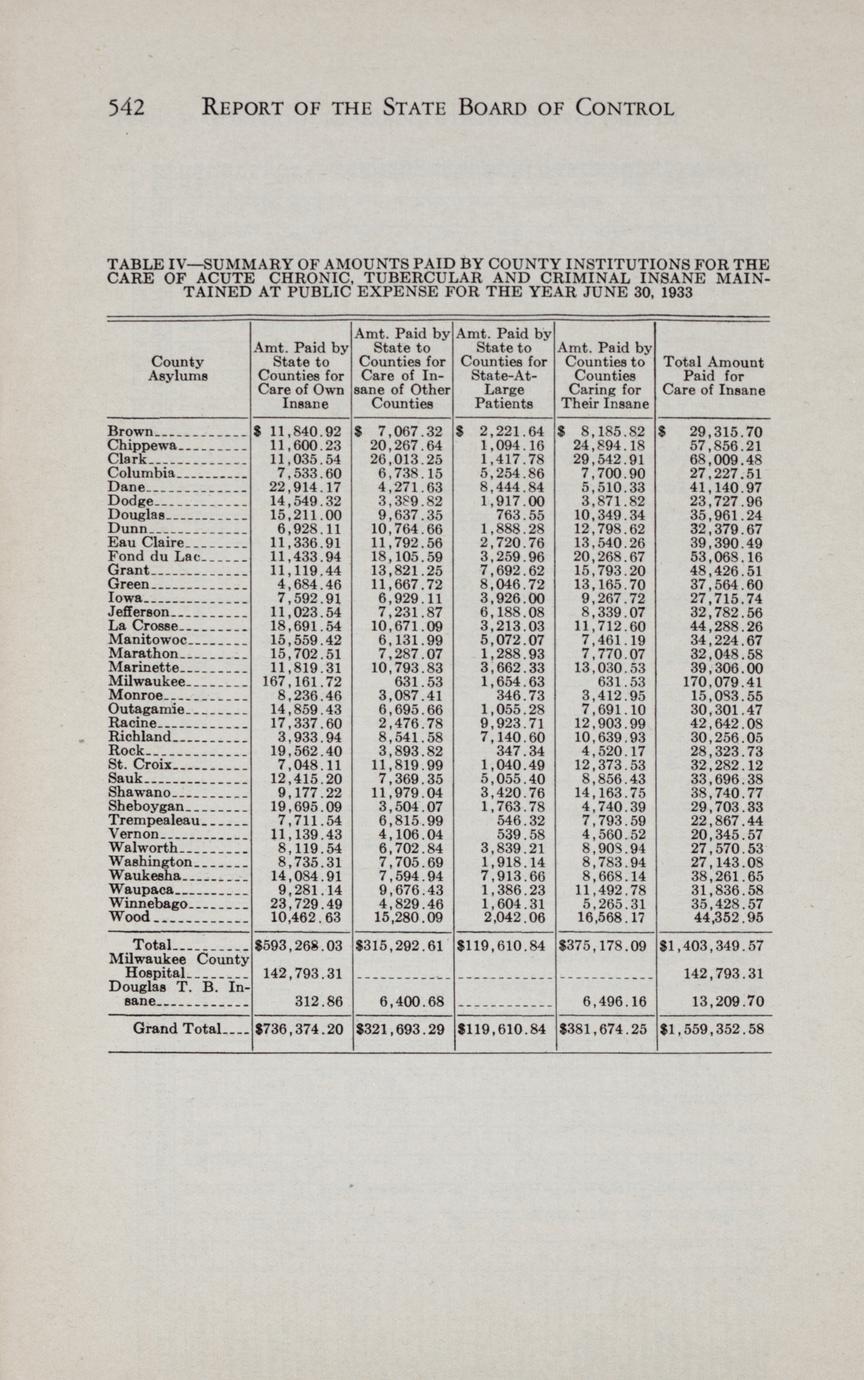 542 REPORT OF THE STATE BOARD OF CONTROL
TABLE IV—SUMMARY OF AMOUNTS PAID BY COUNTY INSTITUTIONS FOR THE
CARE OF ACUTE CHRONIC, TUBERCULAR AND CRIMINAL INSANE MAIN-
TAINED AT PUBLIC EXPENSE FOR THE YEAR JUNE 30, 1933
County Asylums | Amt. Paid by State to Counties for Care of Own Insane | Amt. Paid by State to Counties for Care of In-sane of Other Counties | Amt. Paid by State to Counties for State-At-Large Patients | Amt. Paid by Counties to Counties Caring for Their Insane | Total Amount Paid for Care of Insane
Brown $ 11,840.92 $ 7,067.32 $ 2,221.64 $ 8,185.82 $ 29,315.70
Chippewa 11,600.23 20,267.64 1,094.16 24,894.18 57,856.21
Clark 11,035.54 26,013.25 1,417.78 29,542.91 68,009.48
Columbia 7,533.60 6,738.15 5,254.86 7,700.90 27,227.51
Dane 22,914.17 4,271.63 8,444.84 5,510.33 41,140.97
Dodge 14,549.32 3,389.82 1,917.00 3,871.82 23,727.96
Douglas 15,211.00 9,637.35 763.55 10,349.34 35,961.24
Dunn 6,928.11 10,764.66 1,888.28 12,798.62 32,379.67
Eau Claire 11,336.91 11,792.56 2,720.76 13,540.26 39,390.49
Fond du Lac 11,433.94 18,105.59 3,259.96 20,268.67 53,068.16
Grant 11,119.44 13,821.25 7,692.62 15,793.20 48,426.51
Green 4,684.46 11,667.72 8,046.72 13,165.70 37,564.60
Iowa 7,592.91 6,929.11 3,926.00 9,267.72 27,715.74
Jefferson 11,023.54 7,231.87 6,188.08 8,339.07 32,782.56
La Crosse 18,691.54 10,671.09 3,213.03 11,712.60 44,288.26
Manitowoc 15,559.42 6,131.99 5,072.07 7,461.19 34,224.67
Marathon 15,702.51 7,287.07 1,288.93 7,770.07 32,048.58
Marinette 11,819.31 10,793.83 3,662.33 13,030.53 39,306.00
Milwaukee 167,161.72 631.53 1,654.63 631.53 170,079.41
Monroe 8,236.46 3,087.41 346.73 3,412.95 15,083.55
Outagamie 14,859.43 6,695.66 1,055.28 7,691.10 30,301.47
Racine 17,337.60 2,476.78 9,923.71 12,903.99 42,642.08
Richland 3,933.94 8,541.58 7,140.60 10,639.93 30,256.05
Rock 19,562.40 3,893.82 347.34 4,520.17 28,323.73
St. Croix 7,048.11 11,819.99 1,040.49 12,373.53 32,282.12
Sauk 12,415.20 7,369.35 5,055.40 8,856.43 33,696.38
Shawano 9,177.22 11,979.04 3,420.76 14,163.75 38,740.77
Sheboygan 19,695.09 3,504.07 1,763.78 4,740.39 29,703.33
Trempealeau 7,711.54 6,815.99 546.32 7,793.59 22,867.44
Vernon 11,139.43 4,106.04 539.58 4,560.52 20,345.57
Walworth 8,119.54 6,702.84 3,839.21 8,908.94 27,570.53
Washington 8,735.31 7,705.69 1,918.14 8,783.94 27,143.08
Waukesha 14,084.91 7,594.94 7,913.66 8,668.14 38,261.65
Waupaca 9,281.14 9,676.43 1,386.23 11,492.78 31,836.58
Winnebago 23,729.49 4,829.46 1,604.31 5,265.31 35,428.57
Wood 10,462.63 15,280.09 2,042.06 16,568.17 44,352.95
Total $593,268.03 $315,292.61 $119,610.84 $375,178.09 $1,403,349.57
Milwaukee County
Hospital 142,793.31 142,793.31
Douglas T. B. In-
sane 312.86 6,400.68 6,496.16 13,209.70
Grand Total $736,374.20 $321,693.29 $119,610.84 $381,674.25 $1,559,352.58